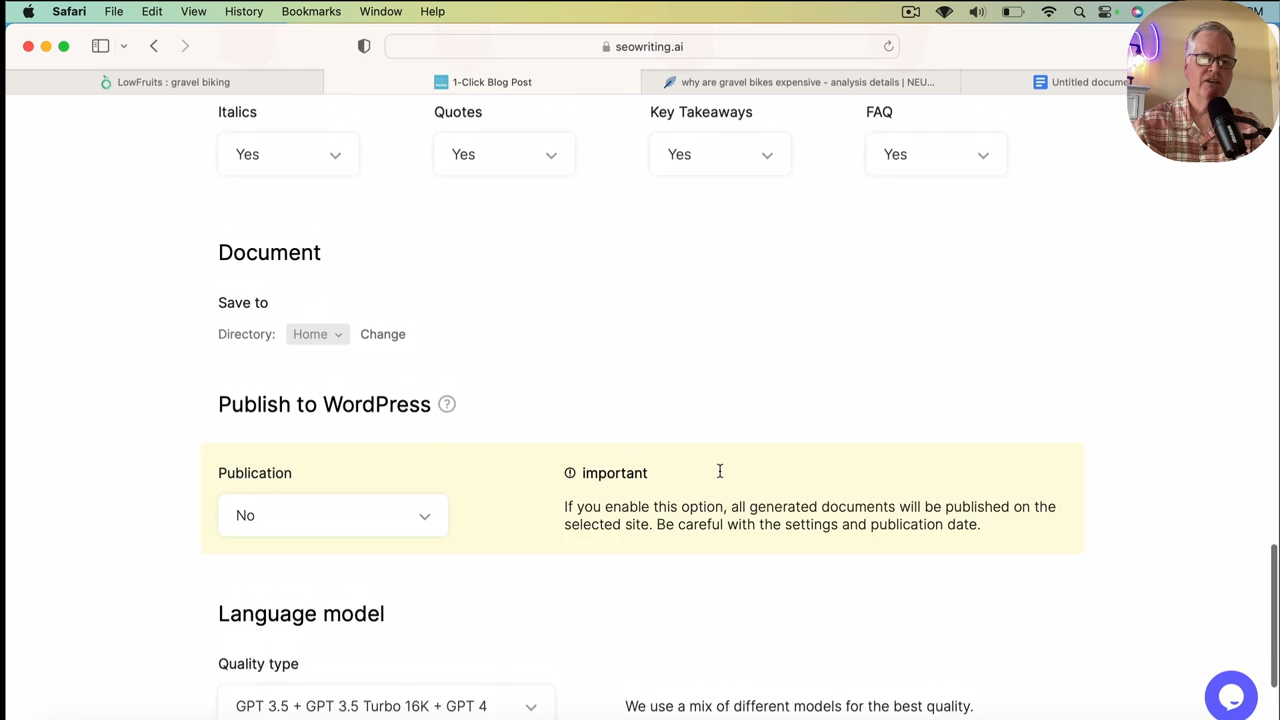 Safari File Edit View History Bookmarks Window Help
seowriting.ai
LowFruits : gravel biking 1-Click Blog Post why are gravel bikes expensive - analysis details | NEU... Untitled docume
Italics Quotes Key Takeaways FAQ
Yes Yes Yes Yes
Document
Save to
Directory: Home Change
Publish to WordPress ?
Publication important
No
If you enable this option, all generated documents will be published on the
selected site. Be careful with the settings and publication date.
Language model
Quality type
GPT 3.5 + GPT 3.5 Turbo 16K + GPT 4 We use a mix of different models for the best quality.